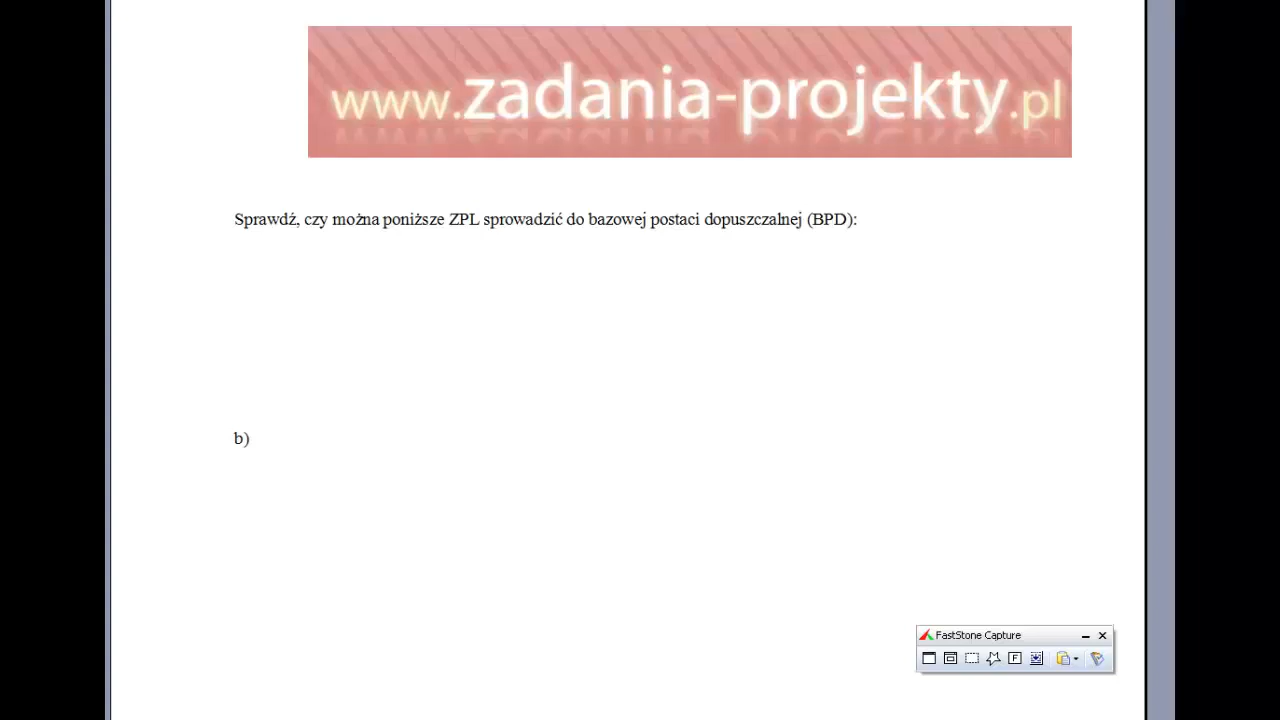 www.zadania-projekty.pl
Sprawdź, czy można poniższe ZPL sprowadzić do bazowej postaci dopuszczalnej (BPD):
b)
FastStone Capture
F